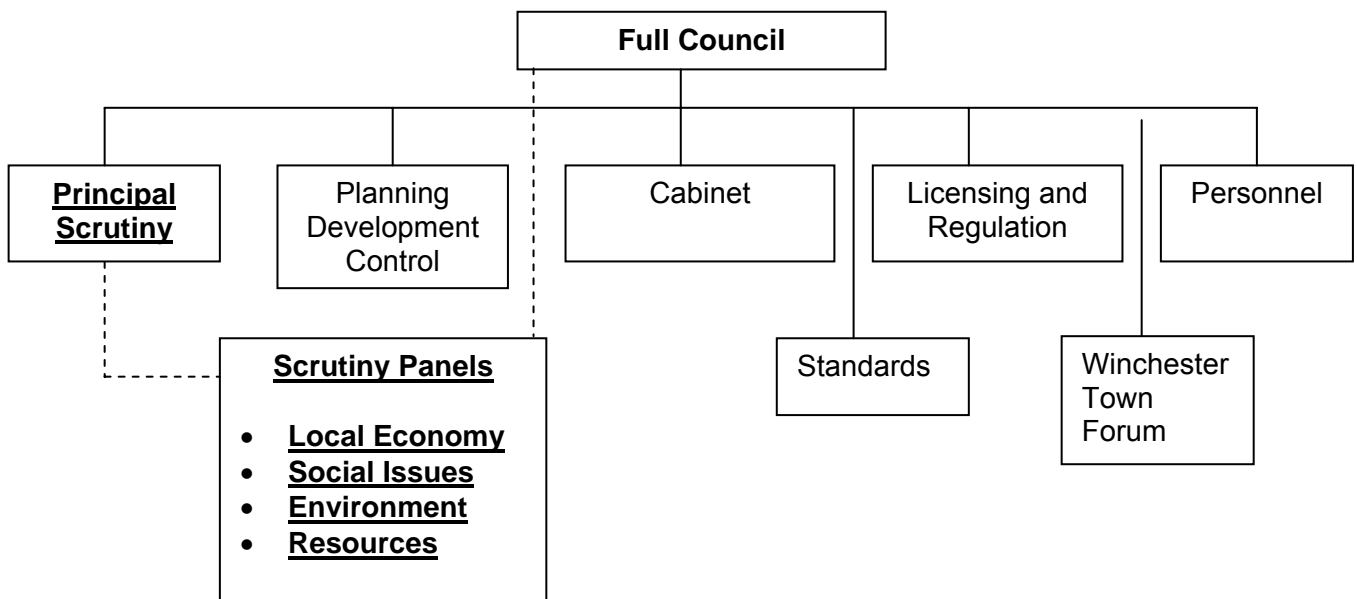 Full Council
Principal
Scrutiny
Planning
Development
Control
Cabinet
Licensing and
Regulation
Personnel
Scrutiny Panels
• Local Economy
• Social Issues
• Environment
• Resources
Standards
Winchester
Town
Forum